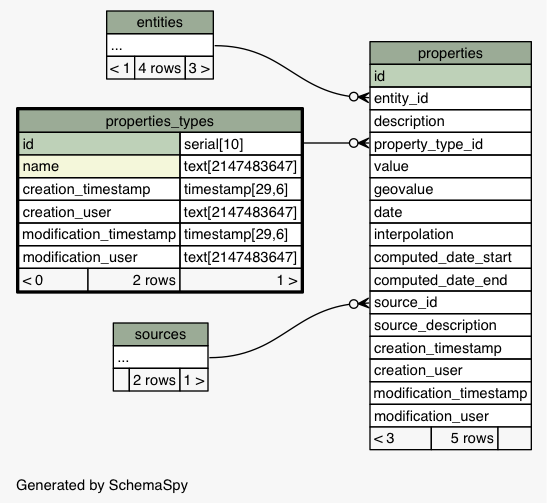 entities
...
< 1 4 rows 3 >
properties_types
id serial[10]
name text[2147483647]
creation_timestamp timestamp[29,6]
creation_user text[2147483647]
modification_timestamp timestamp[29,6]
modification_user text[2147483647]
< 0 2 rows 1 >
sources
...
2 rows 1 >
properties
id
entity_id
description
property_type_id
value
geovalue
date
interpolation
computed_date_start
computed_date_end
source_id
source_description
creation_timestamp
creation_user
modification_timestamp
modification_user
< 3 5 rows
Generated by SchemaSpy